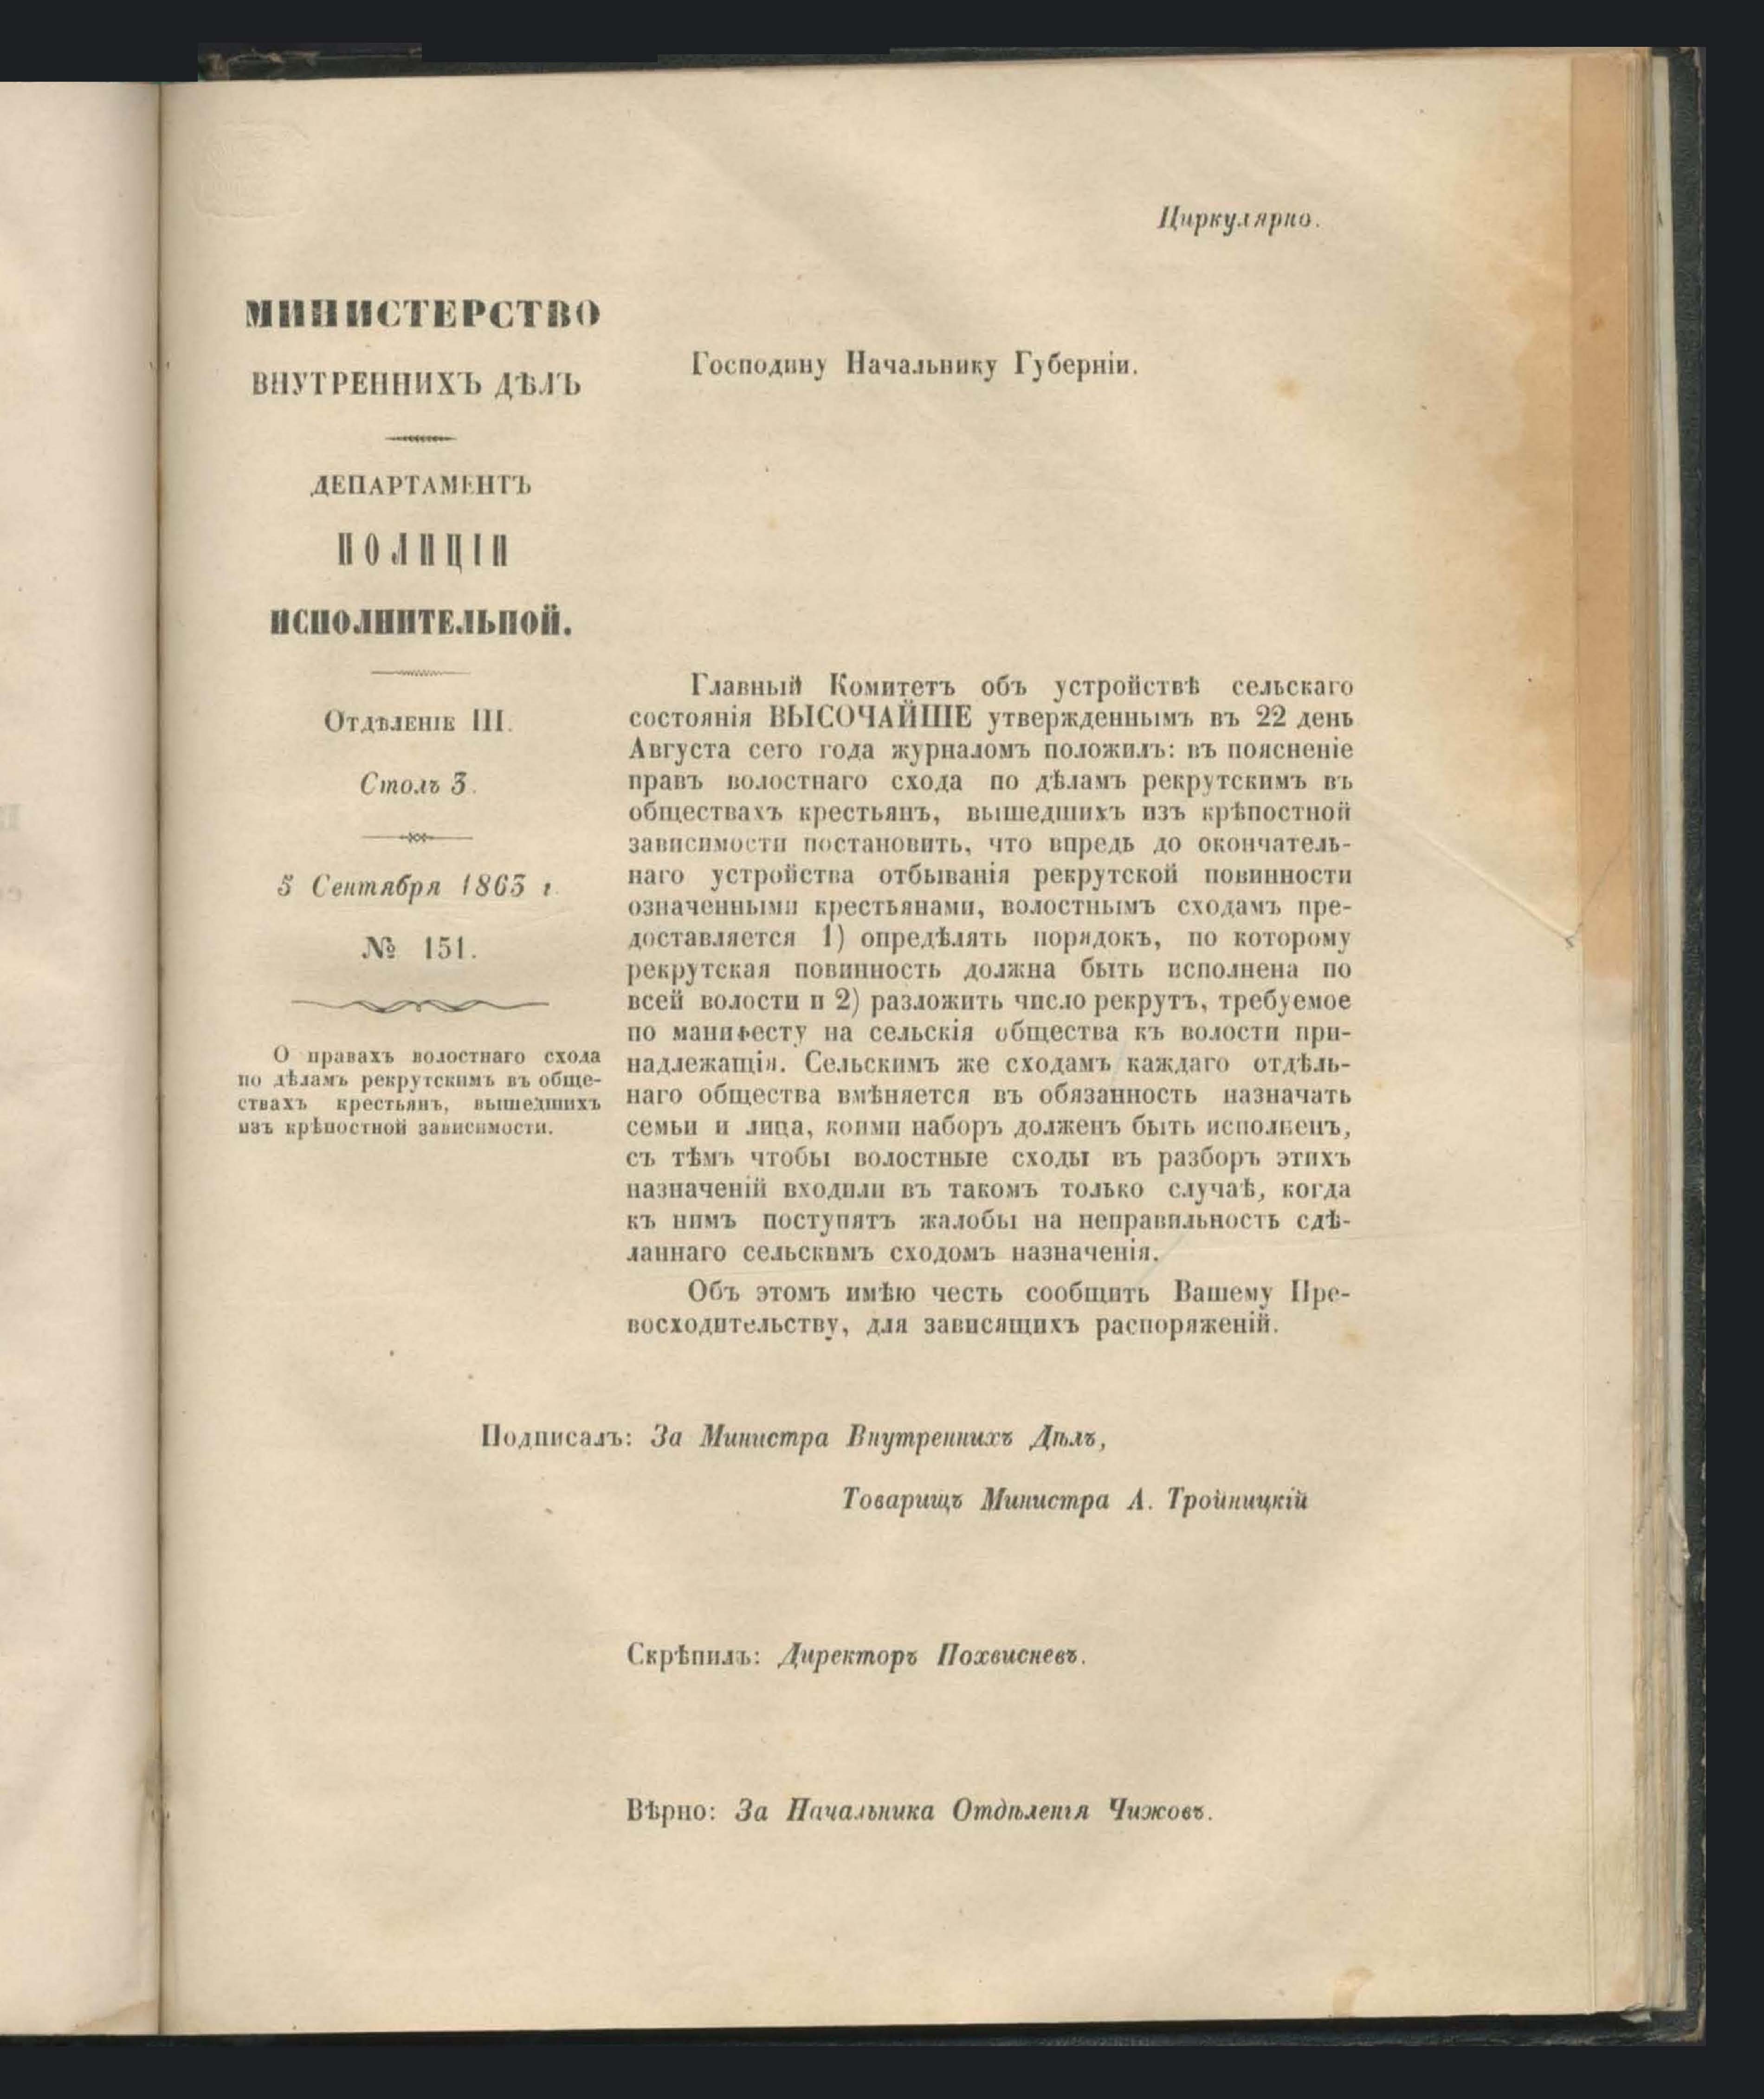 Циркулярно.
МИНИСТЕРСТВО
ВНУТРЕННИХЪ ДѢЛЪ
ДЕПАРТАМЕНТЪ
ПОЛИЦІИ
ИСПОЛНИТЕЛЬНОЙ.
Отдѣленіе III.
Столъ 3.
5 Сентября 1863 г.
№ 151.
О правахъ волостнаго схода
по дѣламъ рекрутскимъ въ обще-
ствахъ крестьянъ, вышедшихъ
изъ крѣпостной зависимости.
Господину Начальнику Губерніи.
Главный Комитетъ объ устройствѣ сельскаго
состоянія ВЫСОЧАЙШЕ утвержденнымъ въ 22 день
Августа сего года журналомъ положилъ: въ поясненіе
правъ волостнаго схода по дѣламъ рекрутскимъ въ
обществахъ крестьянъ, вышедшихъ изъ крѣпостной
зависимости постановить, что впредь до окончатель-
наго устройства отбыванія рекрутской повинности
означенными крестьянами, волостнымъ сходамъ пре-
доставляется 1) опредѣлять порядокъ, по которому
рекрутская повинность должна быть исполнена по
всей волости и 2) разложить число рекрутъ, требуемое
по манифесту на сельскія общества къ волости при-
надлежащія. Сельскимъ же сходамъ каждаго отдѣль-
наго общества вмѣняется въ обязанность назначать
семьи и лица, коими наборъ долженъ быть исполненъ,
съ тѣмъ чтобы волостные сходы въ разборъ этихъ
назначеній входили въ такомъ только случаѣ, когда
къ нимъ поступятъ жалобы на неправильность сдѣ-
ланнаго сельскимъ сходомъ назначенія.
Объ этомъ имѣю честь сообщить Вашему Пре-
восходительству, для зависящихъ распоряженій.
Подписалъ: За Министра Внутреннихъ Дѣлъ,
Товарищъ Министра А. Тройницкій
Скрѣпилъ: Директоръ Похвисневъ.
Вѣрно: За Начальника Отдѣленія Чижовъ.